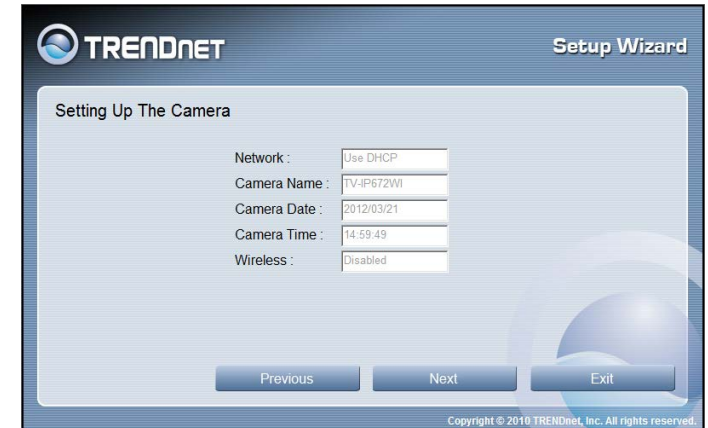 TRENDnet
Setup Wizard
Setting Up The Camera
Network : Use DHCP
Camera Name : TV-IP672WI
Camera Date : 2012/03/21
Camera Time : 14:59:49
Wireless : Disabled
Previous Next Exit
Copyright © 2010 TRENDnet, Inc. All rights reserved.